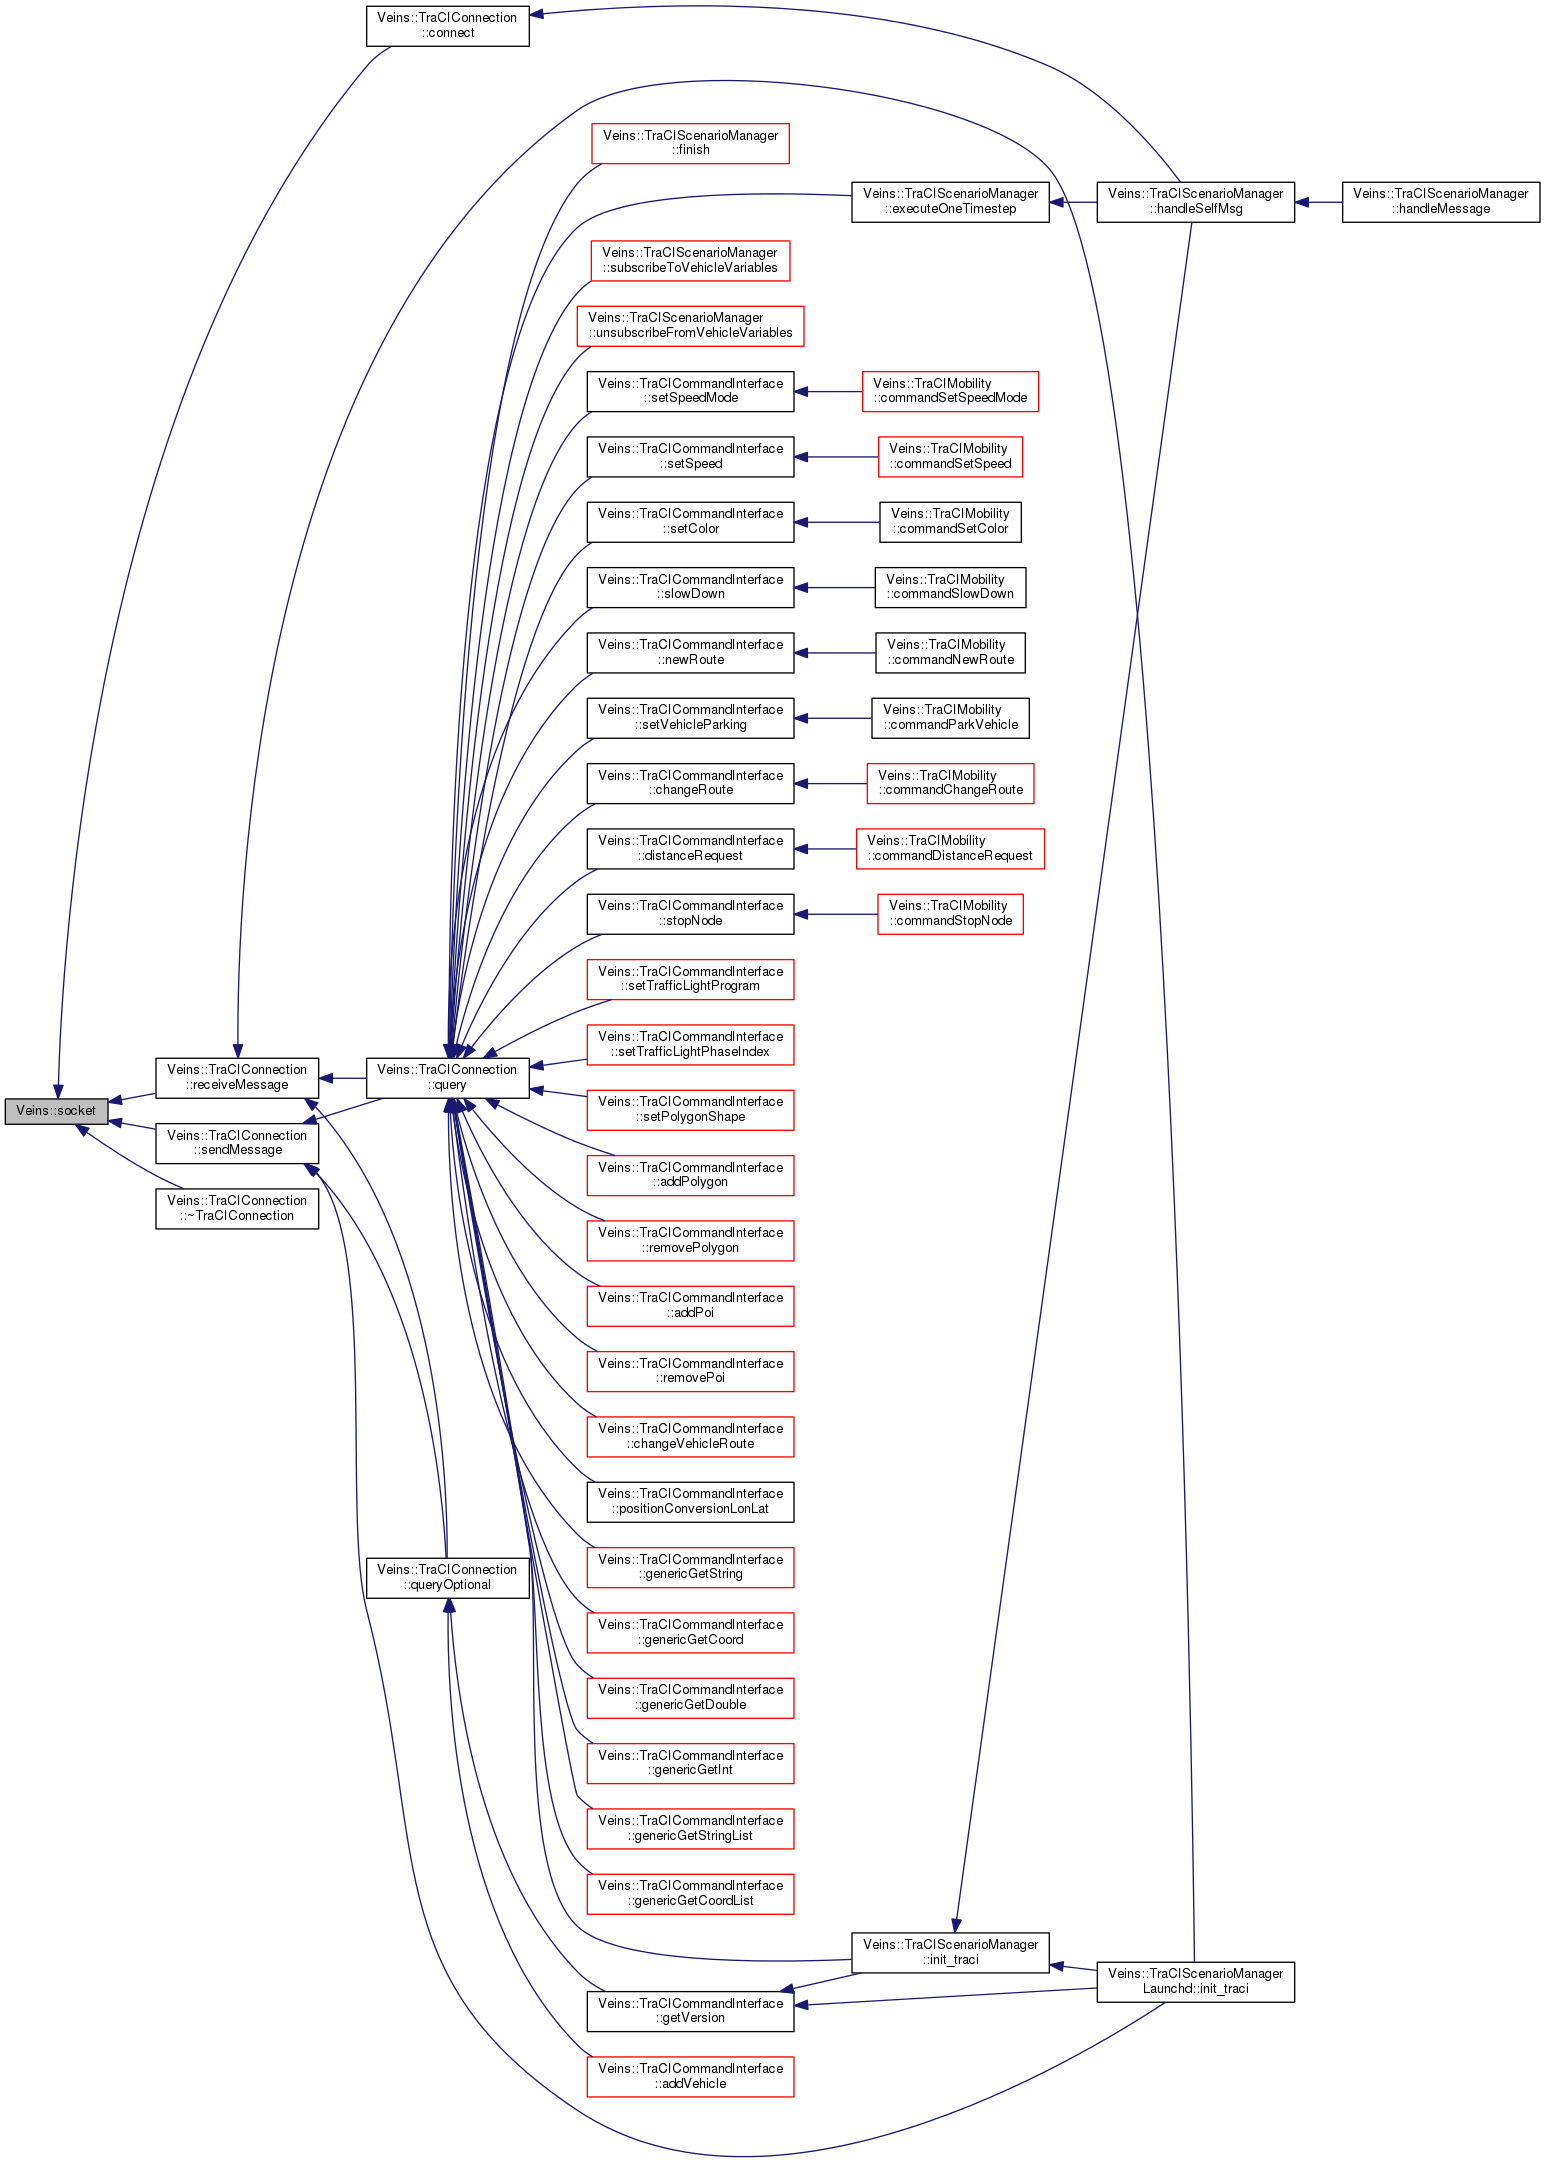 Veins::TraCIConnection
::connect
Veins::TraCIScenarioManager
::finish
Veins::TraCIScenarioManager
::executeOneTimestep
Veins::TraCIScenarioManager
::handleSelfMsg
Veins::TraCIScenarioManager
::handleMessage
Veins::TraCIScenarioManager
::subscribeToVehicleVariables
Veins::TraCIScenarioManager
::unsubscribeFromVehicleVariables
Veins::TraCICommandInterface
::setSpeedMode
Veins::TraCIMobility
::commandSetSpeedMode
Veins::TraCICommandInterface
::setSpeed
Veins::TraCIMobility
::commandSetSpeed
Veins::TraCICommandInterface
::setColor
Veins::TraCIMobility
::commandSetColor
Veins::TraCICommandInterface
::slowDown
Veins::TraCIMobility
::commandSlowDown
Veins::TraCICommandInterface
::newRoute
Veins::TraCIMobility
::commandNewRoute
Veins::TraCICommandInterface
::setVehicleParking
Veins::TraCIMobility
::commandParkVehicle
Veins::TraCICommandInterface
::changeRoute
Veins::TraCIMobility
::commandChangeRoute
Veins::TraCICommandInterface
::distanceRequest
Veins::TraCIMobility
::commandDistanceRequest
Veins::TraCICommandInterface
::stopNode
Veins::TraCIMobility
::commandStopNode
Veins::TraCICommandInterface
::setTrafficLightProgram
Veins::TraCICommandInterface
::setTrafficLightPhaseIndex
Veins::TraCIConnection
::receiveMessage
Veins::TraCIConnection
::query
Veins::socket
Veins::TraCICommandInterface
::setPolygonShape
Veins::TraCIConnection
::sendMessage
Veins::TraCICommandInterface
::addPolygon
Veins::TraCIConnection
::~TraCIConnection
Veins::TraCICommandInterface
::removePolygon
Veins::TraCICommandInterface
::addPoi
Veins::TraCICommandInterface
::removePoi
Veins::TraCICommandInterface
::changeVehicleRoute
Veins::TraCICommandInterface
::positionConversionLonLat
Veins::TraCICommandInterface
::genericGetString
Veins::TraCIConnection
::queryOptional
Veins::TraCICommandInterface
::genericGetCoord
Veins::TraCICommandInterface
::genericGetDouble
Veins::TraCICommandInterface
::genericGetInt
Veins::TraCICommandInterface
::genericGetStringList
Veins::TraCICommandInterface
::genericGetCoordList
Veins::TraCIScenarioManager
::init_traci
Veins::TraCIScenarioManager
Launchd::init_traci
Veins::TraCICommandInterface
::getVersion
Veins::TraCICommandInterface
::addVehicle